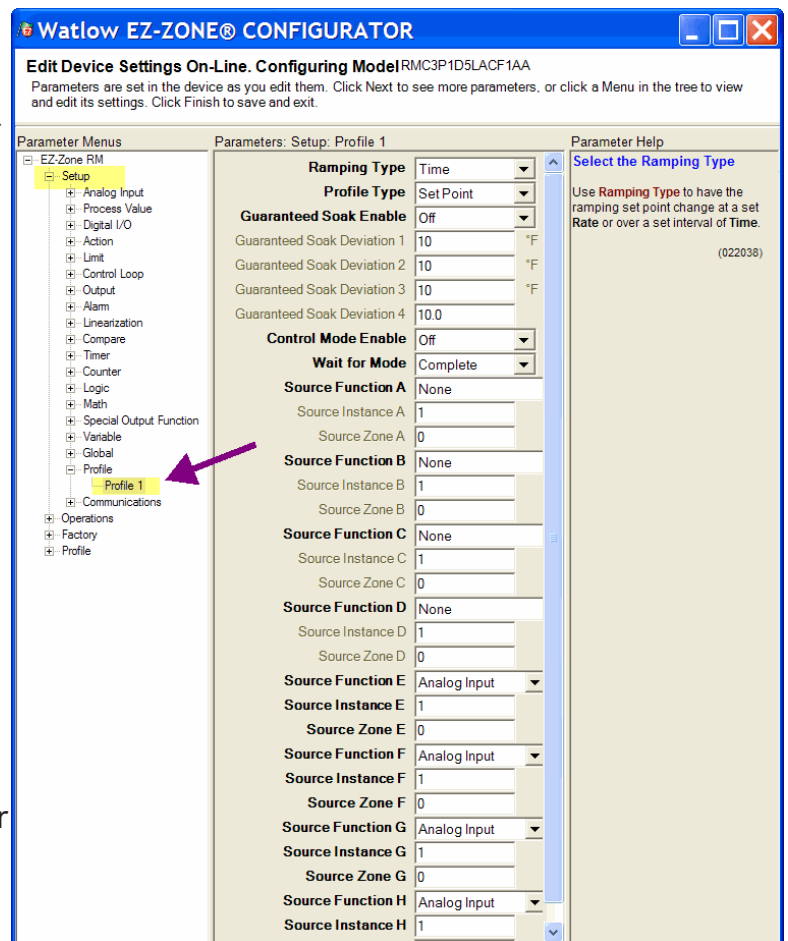 Watlow EZ-ZONE® CONFIGURATOR
Edit Device Settings On-Line. Configuring Model RMC3P1D5LACF1AA
Parameters are set in the device as you edit them. Click Next to see more parameters, or click a Menu in the tree to view
and edit its settings. Click Finish to save and exit.
Parameter Menus
EZ-Zone RM
Setup
Analog Input
Process Value
Digital I/O
Action
Limit
Control Loop
Output
Alarm
Linearization
Compare
Timer
Counter
Logic
Math
Special Output Function
Variable
Global
Profile
Profile 1
Communications
Operations
Factory
Profile
Parameters: Setup: Profile 1
Ramping Type Time
Profile Type Set Point
Guaranteed Soak Enable Off
Guaranteed Soak Deviation 1 10 °F
Guaranteed Soak Deviation 2 10 °F
Guaranteed Soak Deviation 3 10 °F
Guaranteed Soak Deviation 4 10.0
Control Mode Enable Off
Wait for Mode Complete
Source Function A None
Source Instance A 1
Source Zone A 0
Source Function B None
Source Instance B 1
Source Zone B 0
Source Function C None
Source Instance C 1
Source Zone C 0
Source Function D None
Source Instance D 1
Source Zone D 0
Source Function E Analog Input
Source Instance E 1
Source Zone E 0
Source Function F Analog Input
Source Instance F 1
Source Zone F 0
Source Function G Analog Input
Source Instance G 1
Source Zone G 0
Source Function H Analog Input
Source Instance H 1
Parameter Help
Select the Ramping Type
Use Ramping Type to have the
ramping set point change at a set
Rate or over a set interval of Time.
(022038)
r